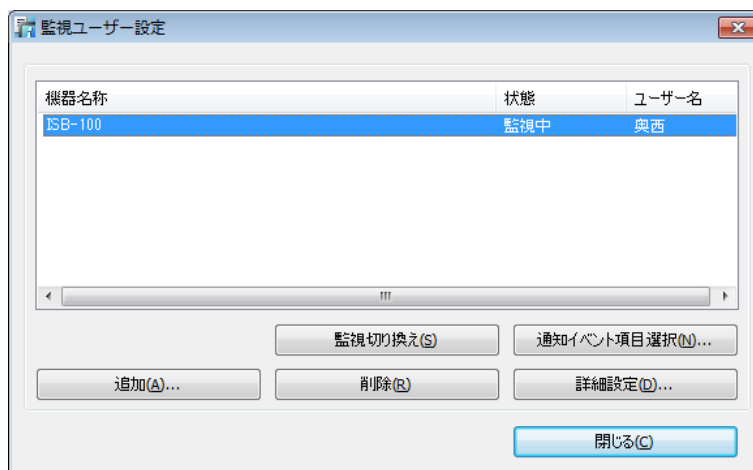 監視ユーザー設定
機器名称 状態 ユーザー名
ISB-100 監視中 奥西
監視切り換え(S) 通知イベント項目選択(N)...
追加(A)... 削除(R) 詳細設定(D)...
閉じる(C)